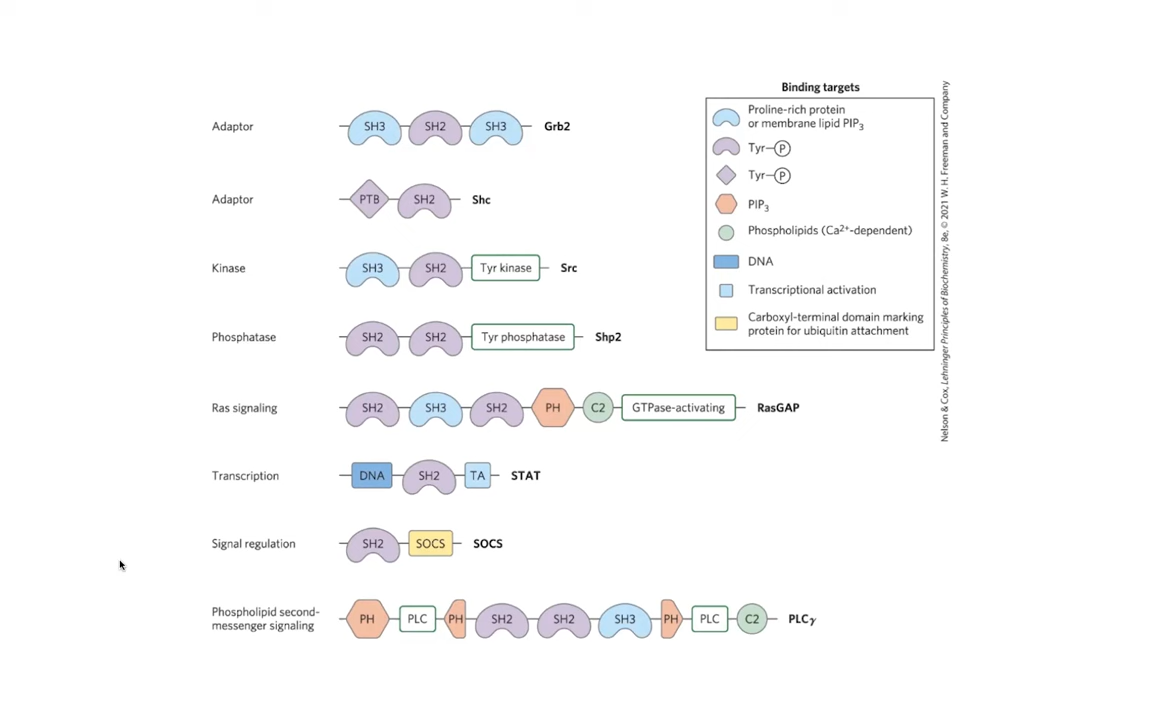 Adaptor SH3 SH2 SH3 Grb2
Adaptor PTB SH2 Shc
Kinase SH3 SH2 Tyr kinase Src
Phosphatase SH2 SH2 Tyr phosphatase Shp2
Ras signaling SH2 SH3 SH2 PH C2 GTPase-activating RasGAP
Transcription DNA SH2 TA STAT
Signal regulation SH2 SOCS SOCS
Phospholipid second-
messenger signaling PH PLC PH SH2 SH2 SH3 PH PLC C2 PLCγ
Binding targets
Proline-rich protein
or membrane lipid PIP₃
Tyr–P
Tyr–P
PIP₃
Phospholipids (Ca²⁺-dependent)
DNA
Transcriptional activation
Carboxyl-terminal domain marking
protein for ubiquitin attachment
Nelson & Cox, Lehninger Principles of Biochemistry, 8e, © 2021 W. H. Freeman and Company